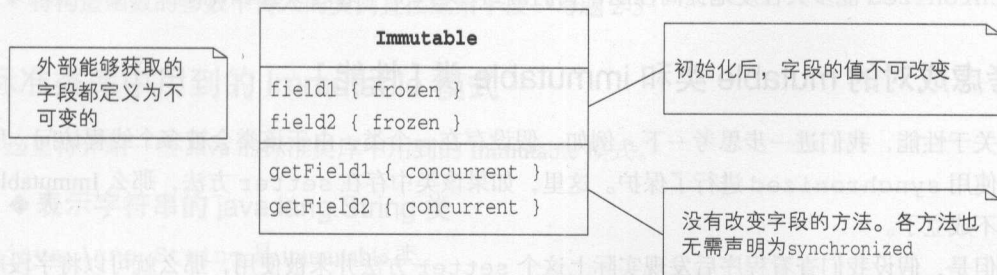 外部能够获取的
字段都定义为不
可变的
Immutable
field1 { frozen }
field2 { frozen }
getField1 { concurrent }
getField2 { concurrent }
初始化后，字段的值不可改变
没有改变字段的方法。各方法也
无需声明为synchronized